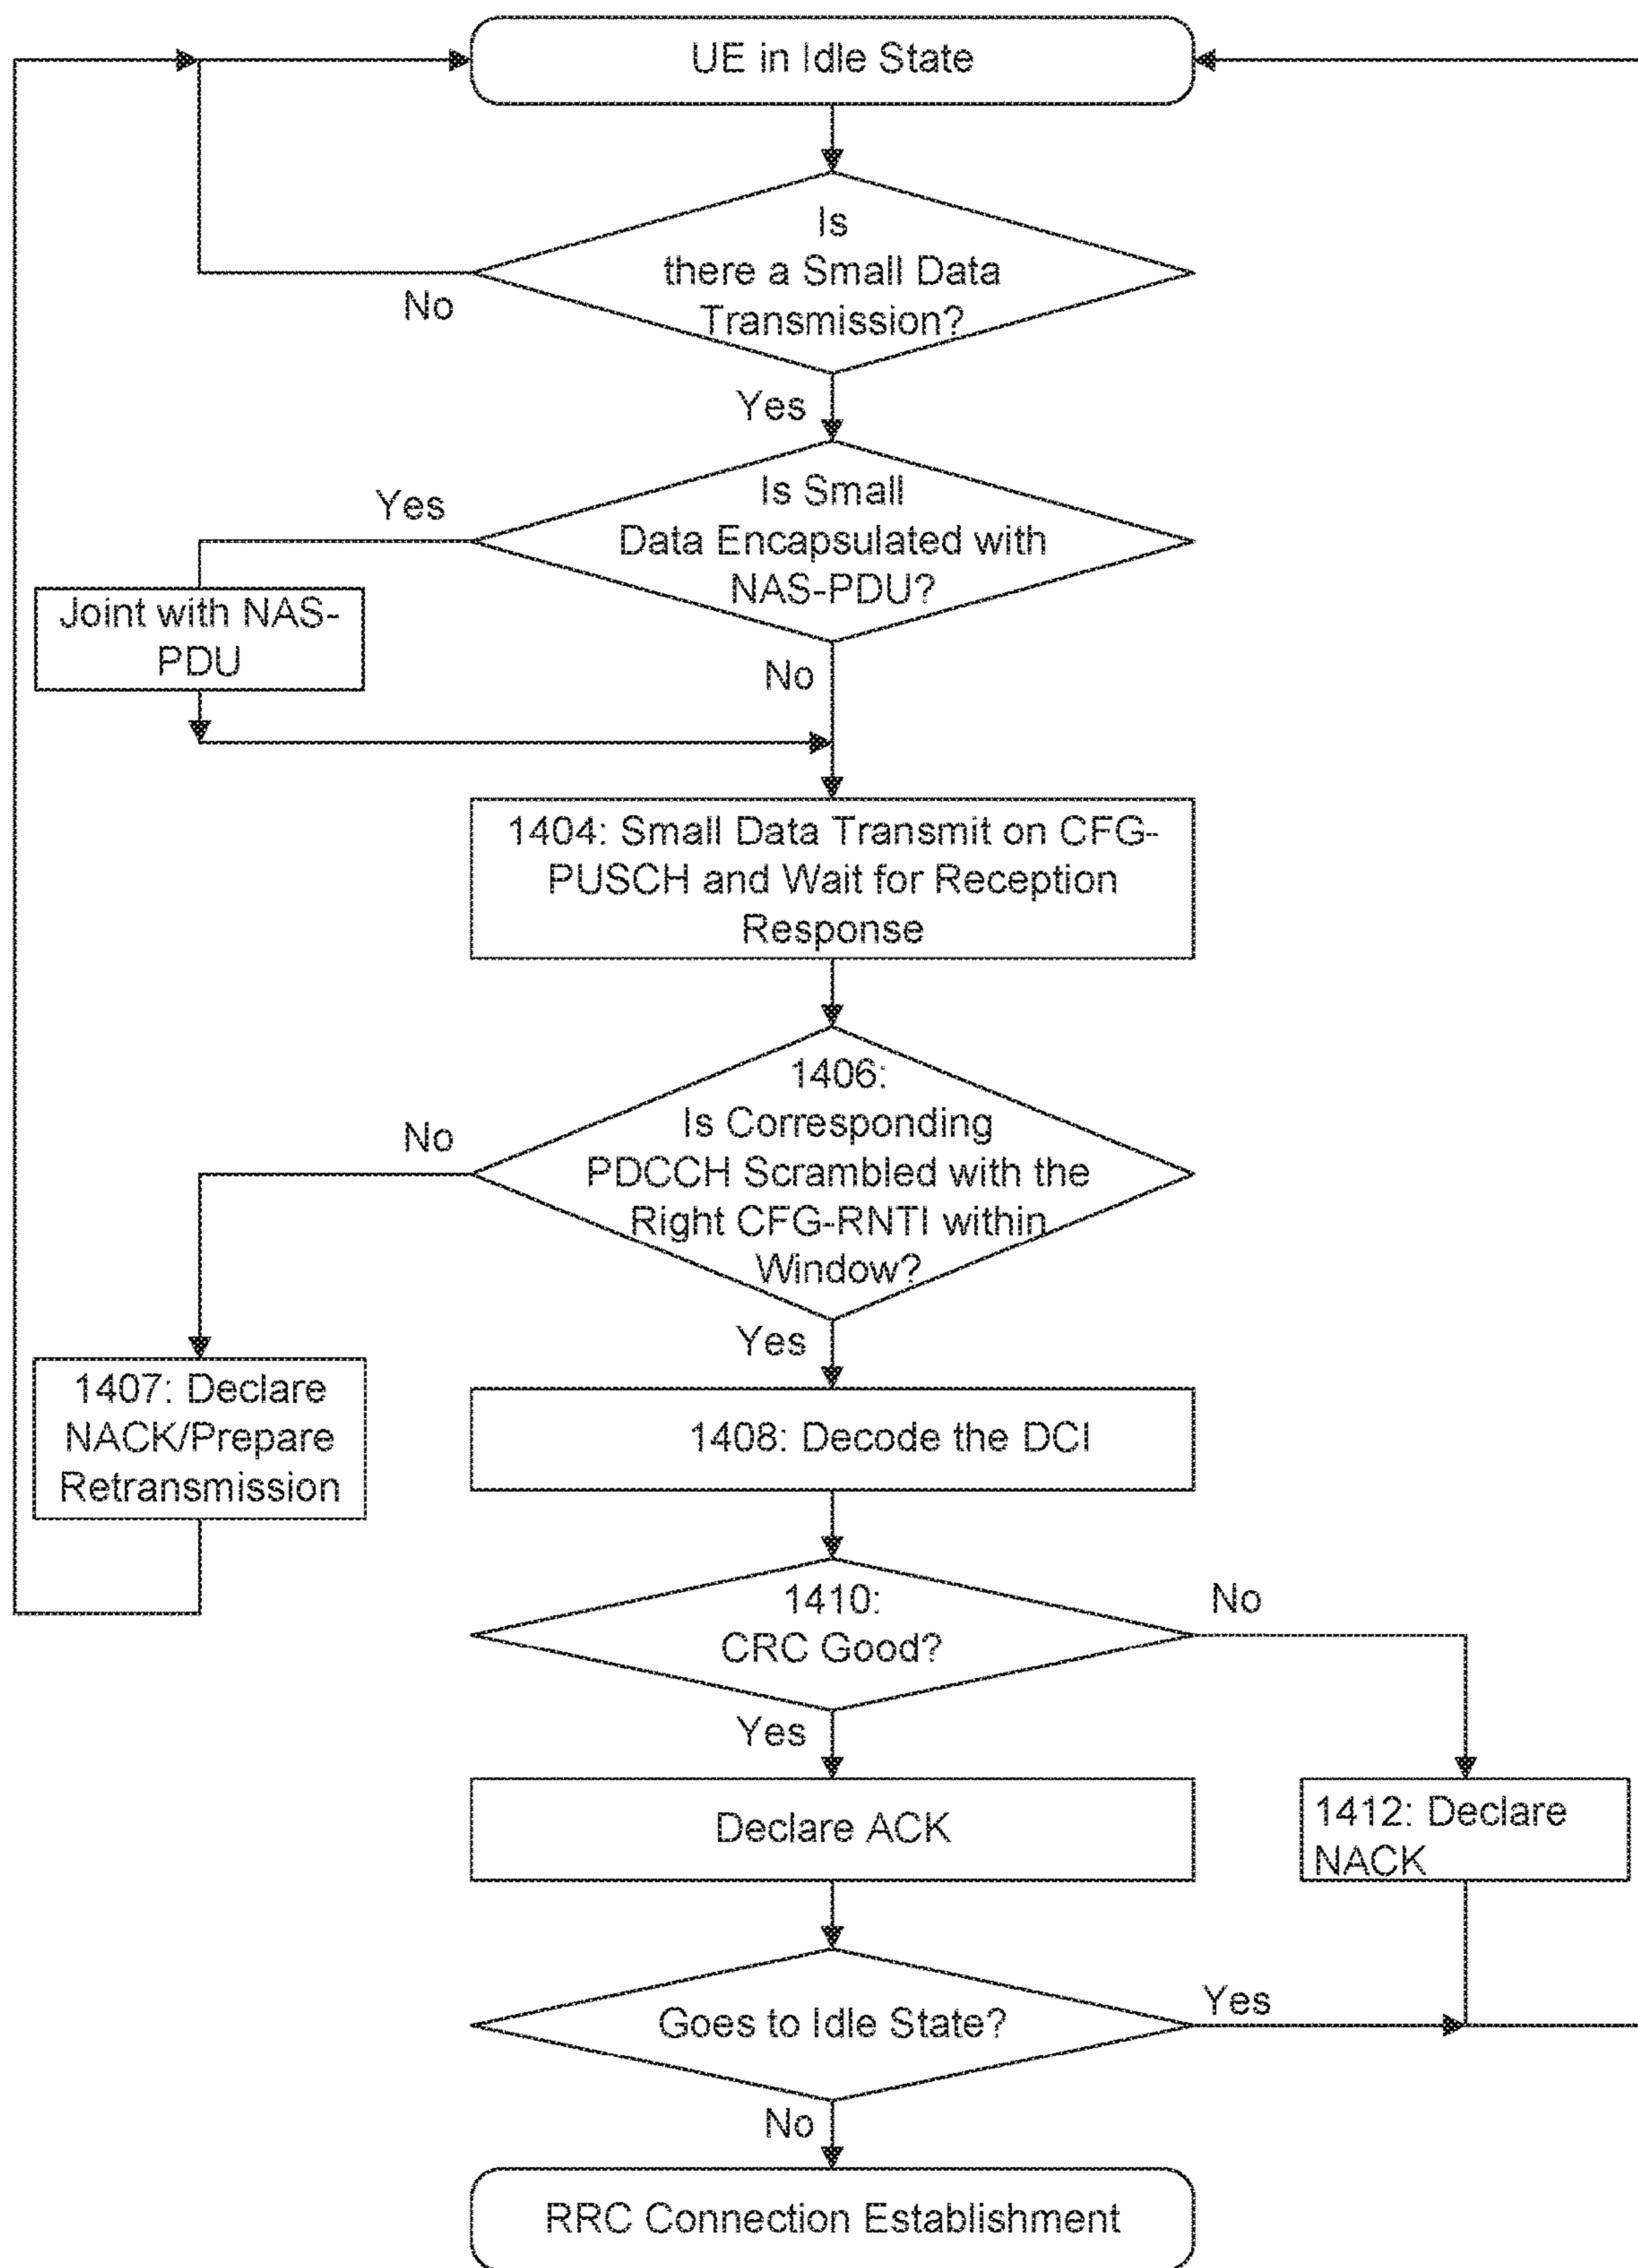 UE in Idle State
Is
there a Small Data
Transmission?
No
Yes
Is Small
Data Encapsulated with
NAS-PDU?
Yes
Joint with NAS-
PDU
No
1404: Small Data Transmit on CFG-
PUSCH and Wait for Reception
Response
1406:
Is Corresponding
PDCCH Scrambled with the
Right CFG-RNTI within
Window?
No
Yes
1407: Declare
NACK/Prepare
Retransmission
1408: Decode the DCI
1410:
CRC Good?
No
Yes
Declare ACK
1412: Declare
NACK
Goes to Idle State?
Yes
No
RRC Connection Establishment